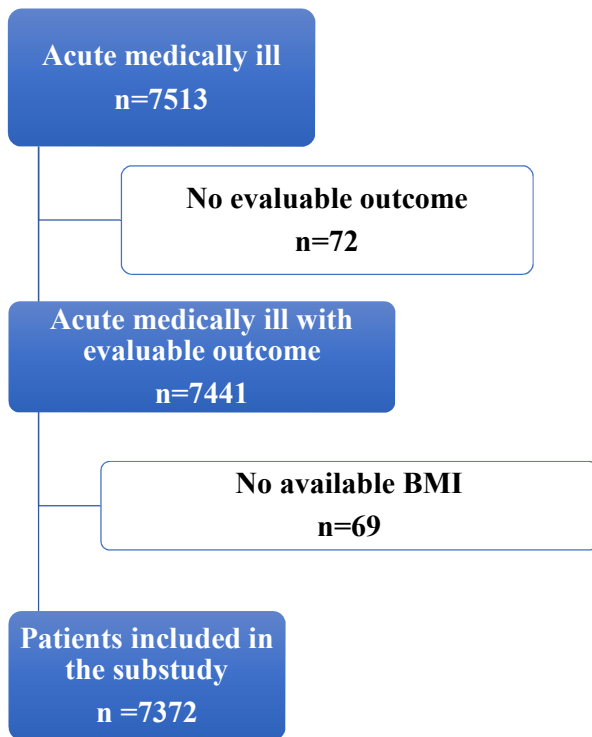 Acute medically ill
n=7513
No evaluable outcome
n=72
Acute medically ill with
evaluable outcome
n=7441
No available BMI
n=69
Patients included in
the substudy
n =7372